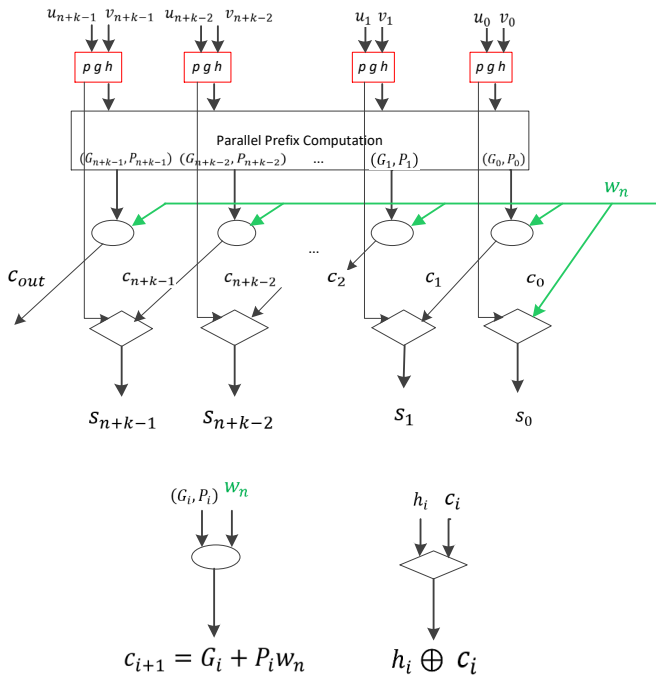 u_{n+k-1} v_{n+k-1} u_{n+k-2} v_{n+k-2} u_1 v_1 u_0 v_0
p g h p g h p g h p g h
Parallel Prefix Computation
(G_{n+k-1}, P_{n+k-1}) (G_{n+k-2}, P_{n+k-2}) ... (G_1, P_1) (G_0, P_0)
w_n
...
c_{out} c_{n+k-1} c_{n+k-2} c_2 c_1 c_0
s_{n+k-1} s_{n+k-2} s_1 s_0
(G_i, P_i) w_n h_i c_i
c_{i+1} = G_i + P_i w_n h_i ⊕ c_i